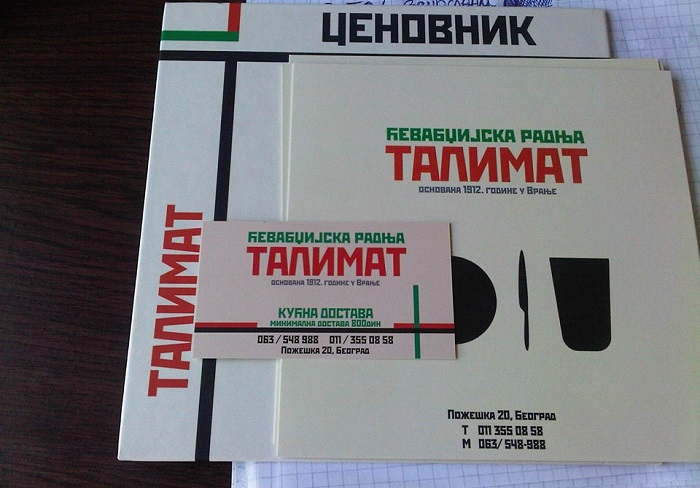 ЦЕНОВНИК
ТАЛИМАТ
ЋЕВАБЏИЈСКА РАДЊА
ТАЛИМАТ
ОСНОВАНА 1912. ГОДИНЕ У ВРАЊЕ
ПОЖЕШКА 20, БЕОГРАД
Т 011 355 08 58
М 063/ 548-988
ЋЕВАБЏИЈСКА РАДЊА
ТАЛИМАТ
ОСНОВАНА 1912. ГОДИНЕ У ВРАЊЕ
КУЋНА ДОСТАВА
МИНИМАЛНА ДОСТАВА 800ДИН
063 / 548 988 011 / 355 08 58
ПОЖЕШКА 20, БЕОГРАД